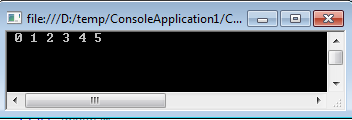 file:///D:/temp/ConsoleApplication1/C...
0 1 2 3 4 5